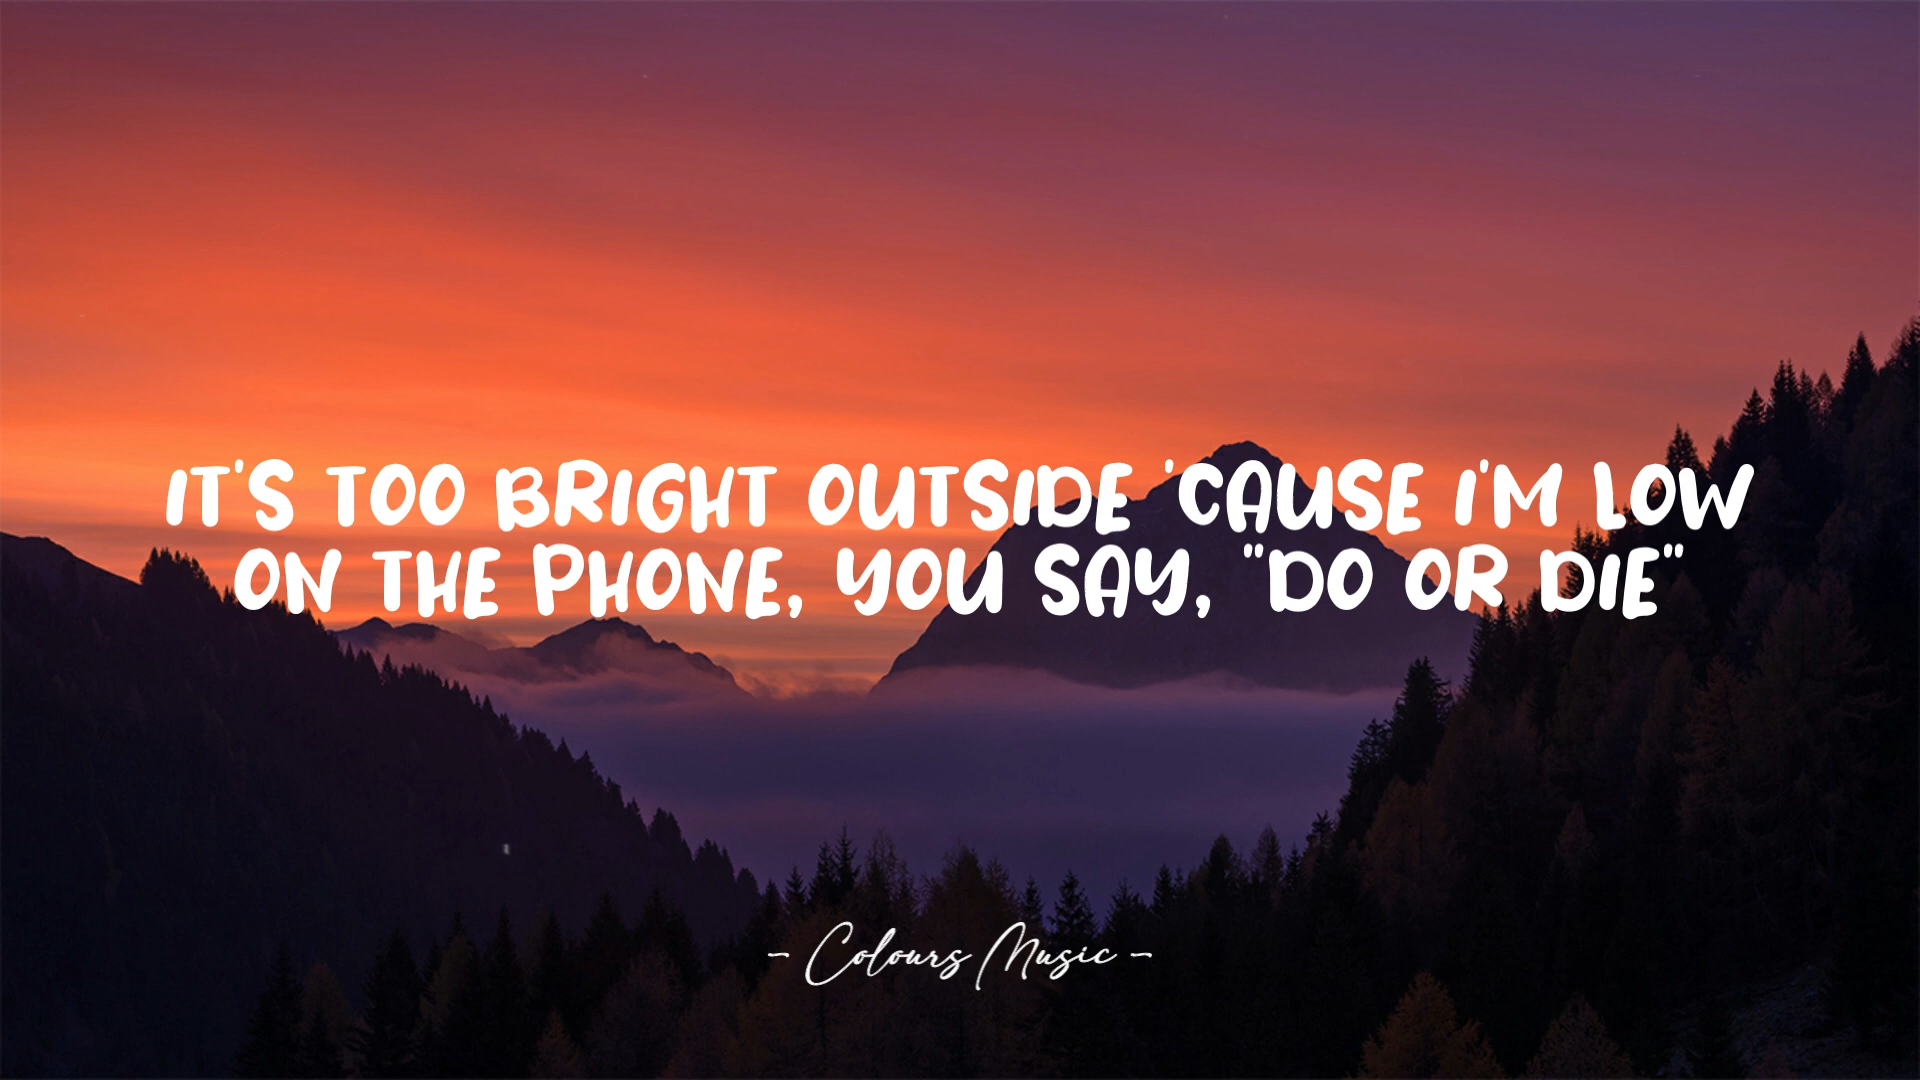 IT'S TOO BRIGHT OUTSIDE 'CAUSE I'M LOW
ON THE PHONE, YOU SAY, "DO OR DIE"
- Colours Music -